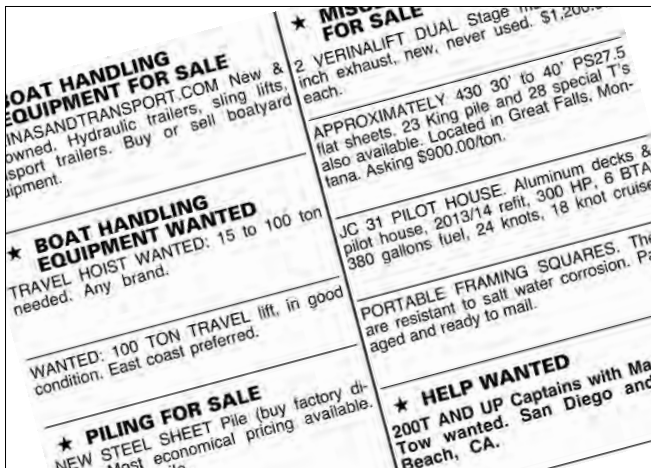 BOAT HANDLING
EQUIPMENT FOR SALE
INASANDTRANSPORT.COM New &
owned. Hydraulic trailers, sling lifts,
sport trailers. Buy or sell boatyard
uipment.
★ BOAT HANDLING
EQUIPMENT WANTED
TRAVEL HOIST WANTED: 15 to 100 ton
needed. Any brand.
WANTED: 100 TON TRAVEL lift, in good
condition. East coast preferred.
★ PILING FOR SALE
NEW STEEL SHEET Pile (buy factory di-
Most economical pricing available.
★
FOR SALE
2 VERINALIFT DUAL Stage
inch exhaust, new, never used. $1,200.
each.
APPROXIMATELY 430 30' to 40' PS27.5
flat sheets, 23 King pile and 28 special T's
also available. Located in Great Falls, Mon-
tana. Asking $900.00/ton.
JC 31 PILOT HOUSE. Aluminum decks &
pilot house, 2013/14 refit, 300 HP, 6 BTA
380 gallons fuel, 24 knots, 18 knot cruise
PORTABLE FRAMING SQUARES. The
are resistant to salt water corrosion. Pa
aged and ready to mail.
★ HELP WANTED
200T AND UP Captains with Ma
Tow wanted. San Diego and
Beach, CA.